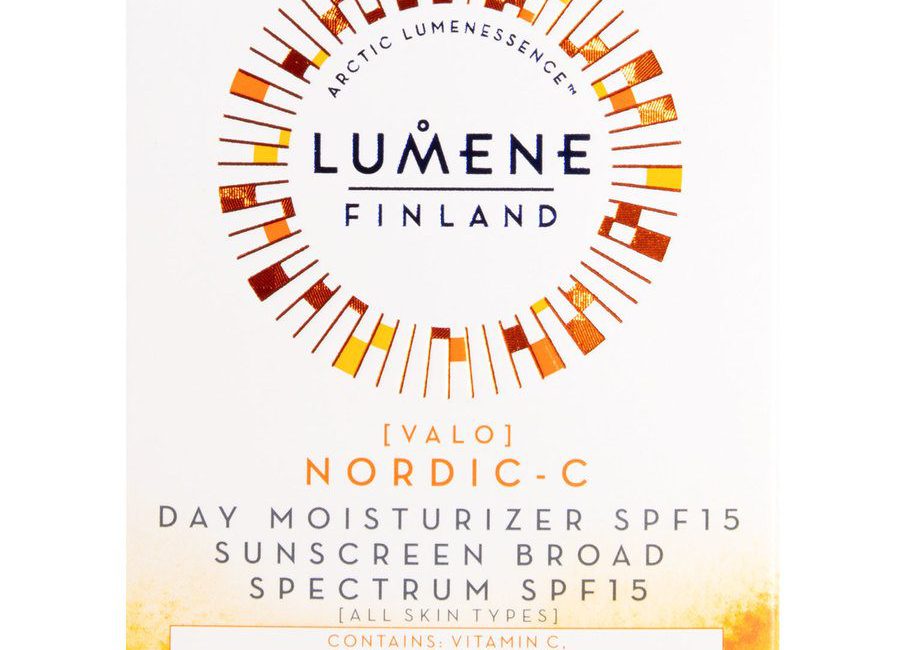 ARCTIC LUMENESSENCE™
LUMENE
FINLAND
[VALO]
NORDIC-C
DAY MOISTURIZER SPF15
SUNSCREEN BROAD
SPECTRUM SPF15
[ALL SKIN TYPES]
CONTAINS: VITAMIN C,